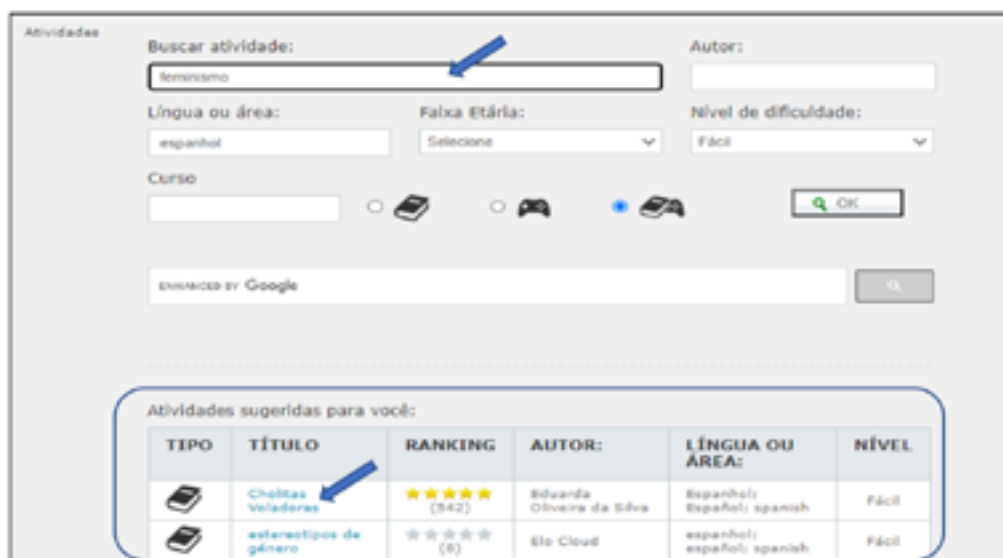 Atividades
Buscar atividade:
Autor:
feminismo
Língua ou área:
Faixa Etária:
Nível de dificuldade:
espanhol
Selecione
Fácil
Curso
OK
ENHANCED BY Google
Atividades sugeridas para você:
TIPO TÍTULO RANKING AUTOR: LÍNGUA OU ÁREA: NÍVEL
Cholitas Voladoras (542) Eduarda Oliveira da Silva Espanhol; Español; spanish Fácil
estereotipos de género (8) Elo Cloud espanhol; español; spanish Fácil